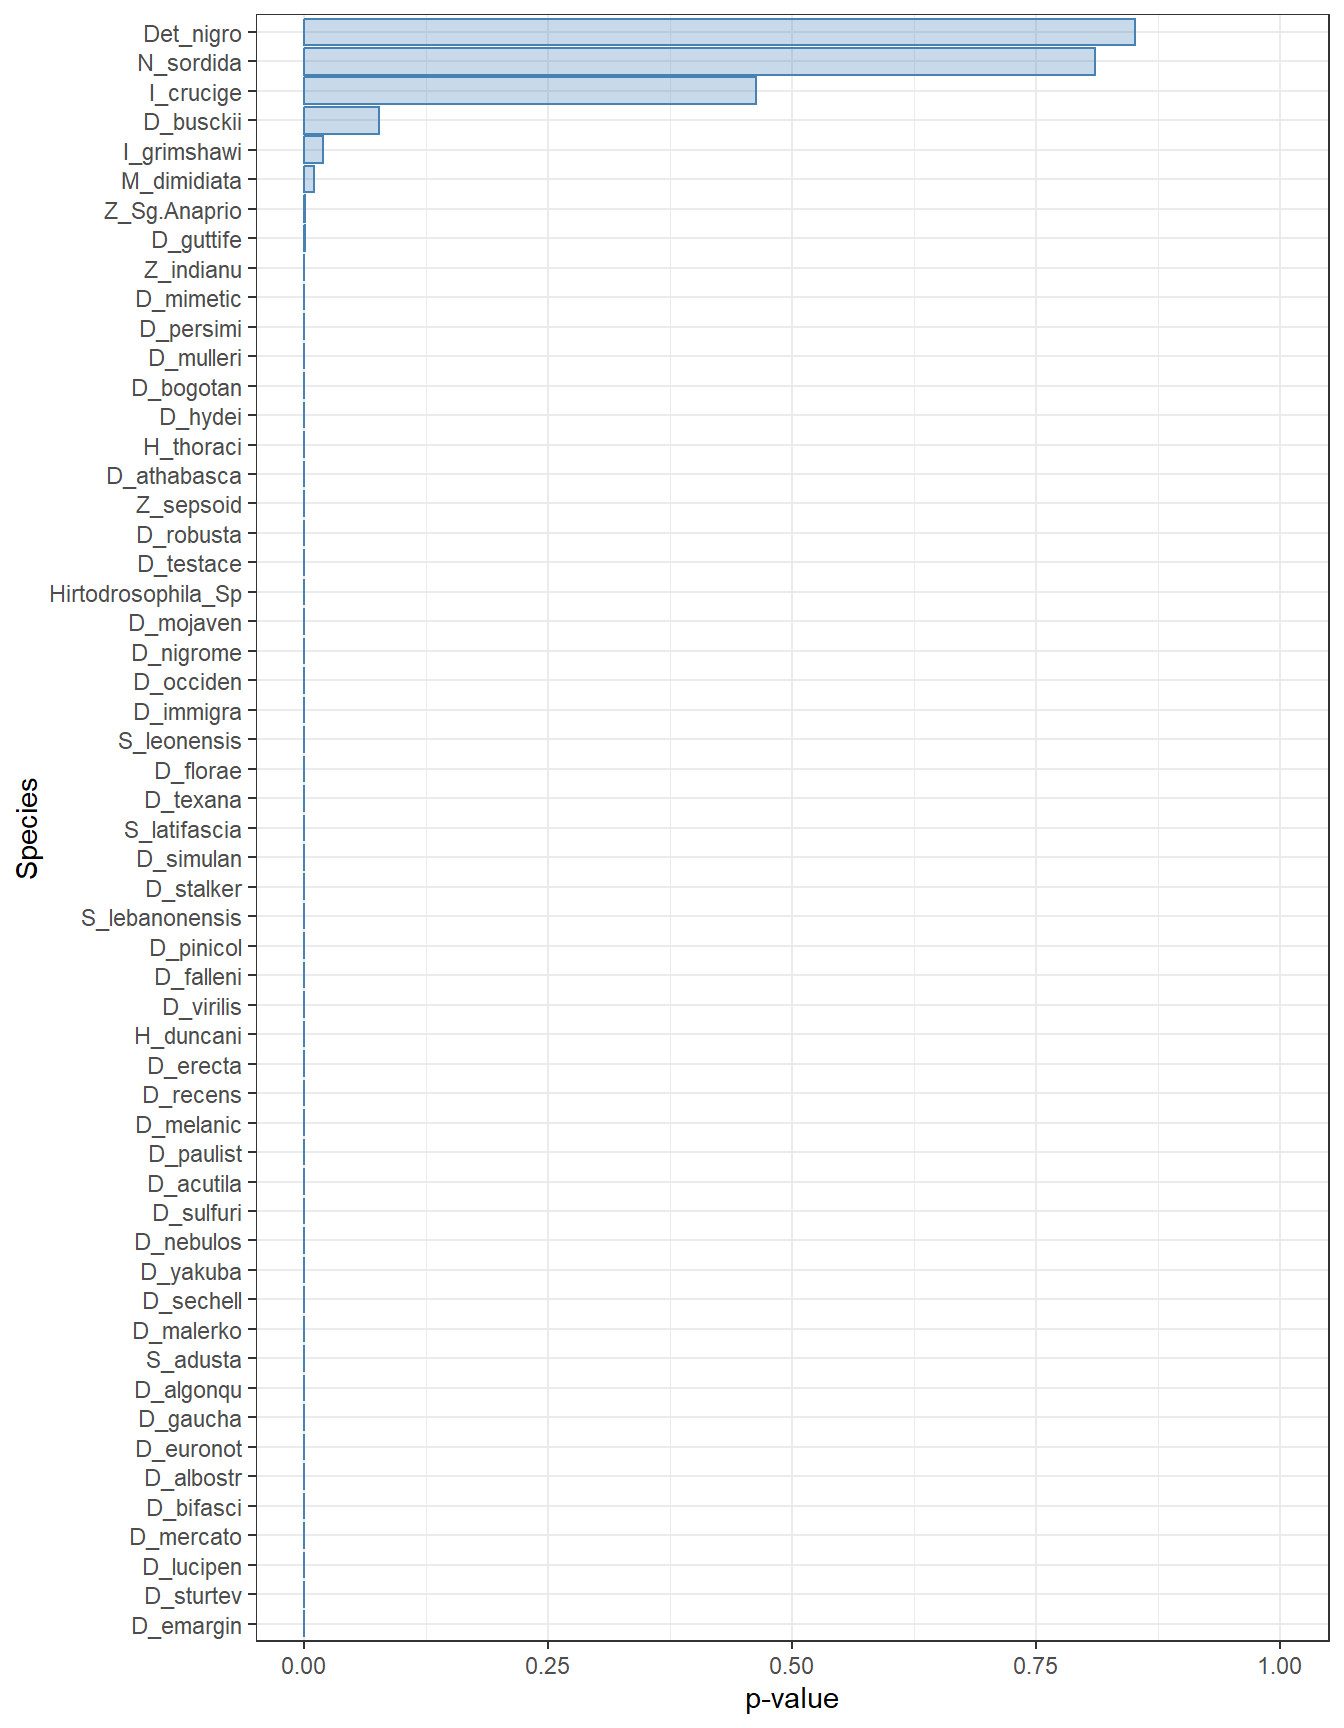 Det_nigro
N_sordida
I_crucige
D_busckii
I_grimshawi
M_dimidiata
Z_Sg.Anaprio
D_guttife
Z_indianu
D_mimetic
D_persimi
D_mulleri
D_bogotan
D_hydei
H_thoraci
D_athabasca
Z_sepsoid
D_robusta
D_testace
Hirtodrosophila_Sp
D_mojaven
D_nigrome
D_occiden
D_immigra
S_leonensis
D_florae
D_texana
S_latifascia
D_simulan
D_stalker
S_lebanonensis
D_pinicol
D_falleni
D_virilis
H_duncani
D_erecta
D_recens
D_melanic
D_paulist
D_acutila
D_sulfuri
D_nebulos
D_yakuba
D_sechell
D_malerko
S_adusta
D_algonqu
D_gaucha
D_euronot
D_albostr
D_bifasci
D_mercato
D_lucipen
D_sturtev
D_emargin
Species
0.00 0.25 0.50 0.75 1.00
p-value